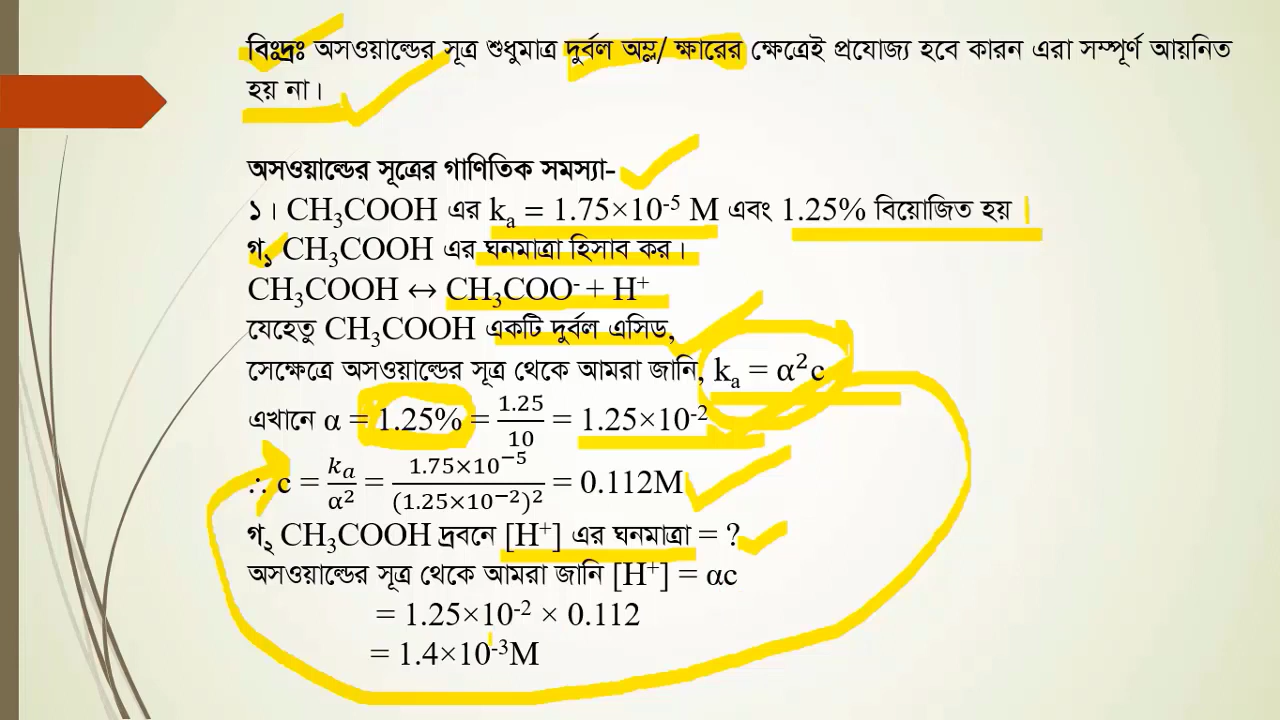 বিঃদ্রঃ অসওয়াল্ডের সূত্র শুধুমাত্র দুর্বল অম্ল/ ক্ষারের ক্ষেত্রেই প্রযোজ্য হবে কারন এরা সম্পূর্ণ আয়নিত
হয় না।
অসওয়াল্ডের সূত্রের গাণিতিক সমস্যা-
১। CH₃COOH এর kₐ = 1.75×10⁻⁵ M এবং 1.25% বিয়োজিত হয়।
গ₁ CH₃COOH এর ঘনমাত্রা হিসাব কর।
CH₃COOH ↔ CH₃COO⁻ + H⁺
যেহেতু CH₃COOH একটি দুর্বল এসিড,
সেক্ষেত্রে অসওয়াল্ডের সূত্র থেকে আমরা জানি, kₐ = α²c
এখানে α = 1.25% = 1.25/10 = 1.25×10⁻²
∴ c = kₐ/α² = 1.75×10⁻⁵/(1.25×10⁻²)² = 0.112M
গ₂ CH₃COOH দ্রবনে [H⁺] এর ঘনমাত্রা = ?
অসওয়াল্ডের সূত্র থেকে আমরা জানি [H⁺] = αc
= 1.25×10⁻² × 0.112
= 1.4×10⁻³M